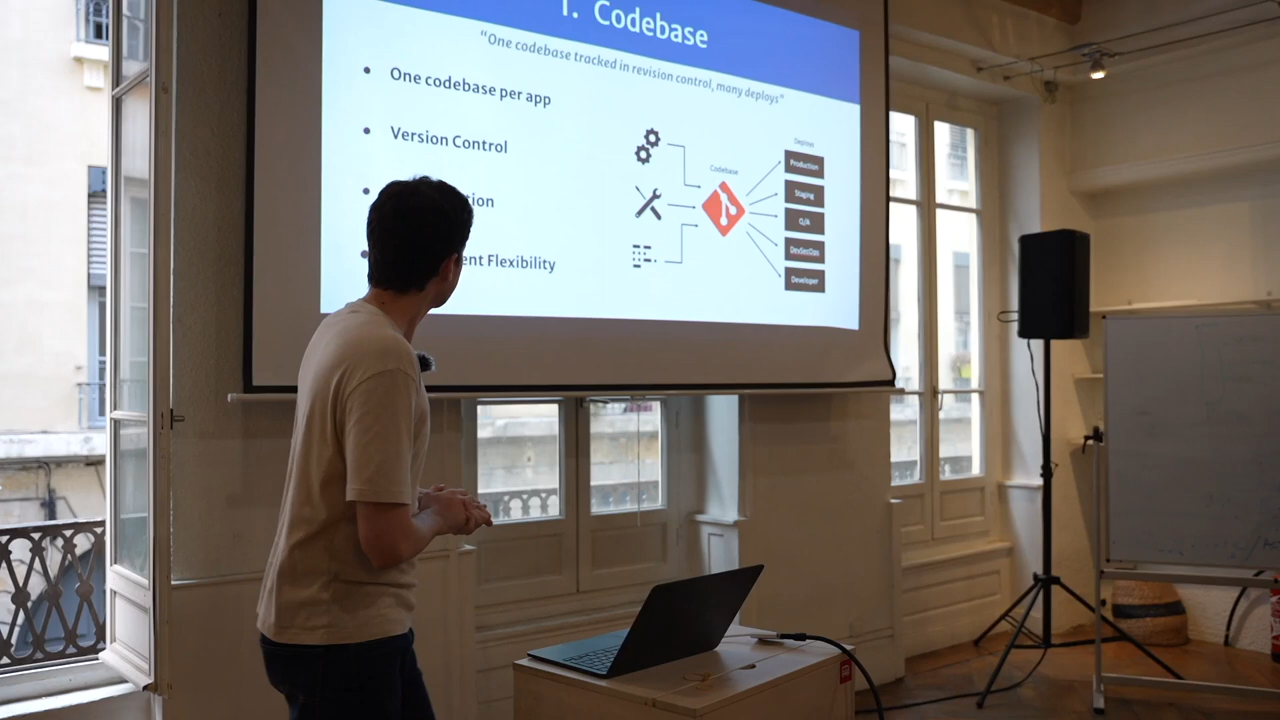 1. Codebase
“One codebase tracked in revision control, many deploys”
• One codebase per app
• Version Control
tion
ent Flexibility
Codebase
Deploys
Production
Staging
Q/A
DevSecOps
Developer